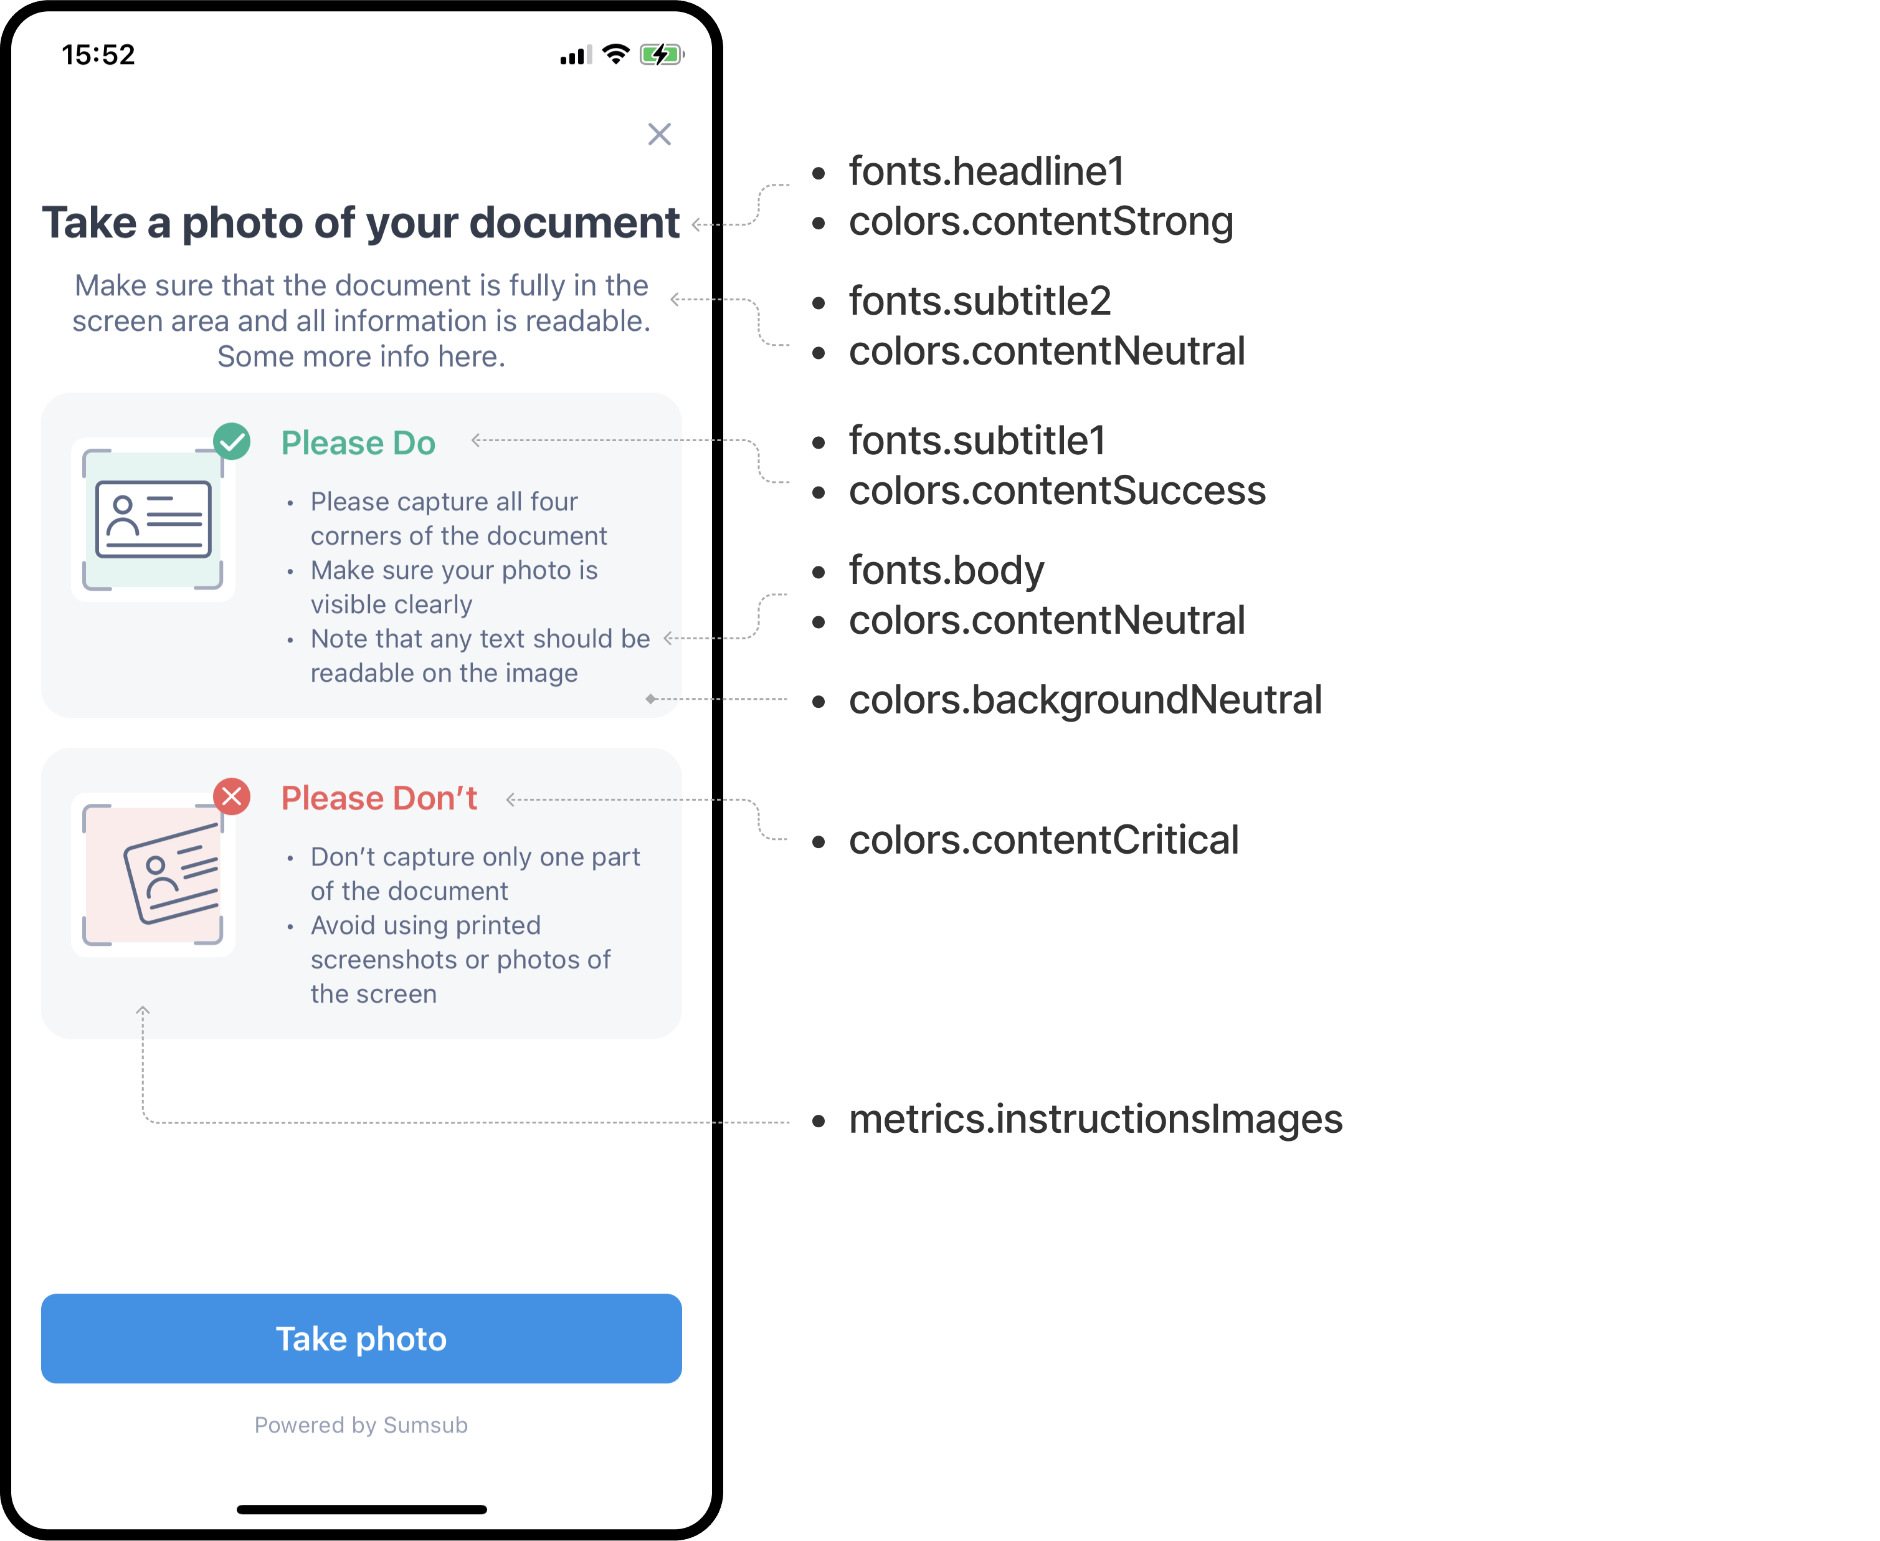 15:52
Take a photo of your document
Make sure that the document is fully in the
screen area and all information is readable.
Some more info here.
Please Do
• Please capture all four
corners of the document
• Make sure your photo is
visible clearly
• Note that any text should be
readable on the image
Please Don’t
• Don’t capture only one part
of the document
• Avoid using printed
screenshots or photos of
the screen
Take photo
Powered by Sumsub
• fonts.headline1
• colors.contentStrong
• fonts.subtitle2
• colors.contentNeutral
• fonts.subtitle1
• colors.contentSuccess
• fonts.body
• colors.contentNeutral
• colors.backgroundNeutral
• colors.contentCritical
• metrics.instructionsImages